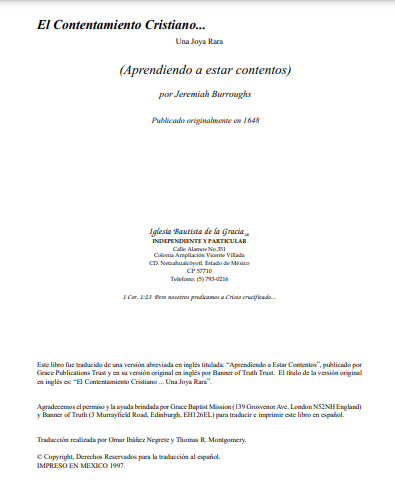 El Contentamiento Cristiano...
Una Joya Rara
(Aprendiendo a estar contentos)
por Jeremiah Burroughs
Publicado originalmente en 1648
Iglesia Bautista de la Gracia
INDEPENDIENTE Y PARTICULAR
Calle Alamos No.351
Colonia Ampliación Vicente Villada
CD. Netzahualcóyotl, Estado de México
CP 57710
Telefono: (5) 793-0216
1 Cor. 1:23 Pero nosotros predicamos a Cristo crucificado...
Este libro fue traducido de una versión abreviada en inglés titulada: "Aprendiendo a Estar Contentos", publicado por
Grace Publications Trust y en su versión original en inglés por Banner of Truth Trust. El título de la versión original
en inglés es: "El Contentamiento Cristiano ... Una Joya Rara".
Agradecemos el permiso y la ayuda brindada por Grace Baptist Mission (139 Grosvenor Ave. London N52NH England)
y Banner of Truth (3 Murrayfield Road, Edinburgh, EH126EL) para traducir e imprimir este libro en español.
Traducción realizada por Omar Ibáñez Negrete y Thomas R. Montgomery.
© Copyright, Derechos Reservados para la traducción al español.
IMPRESO EN MEXICO 1997.